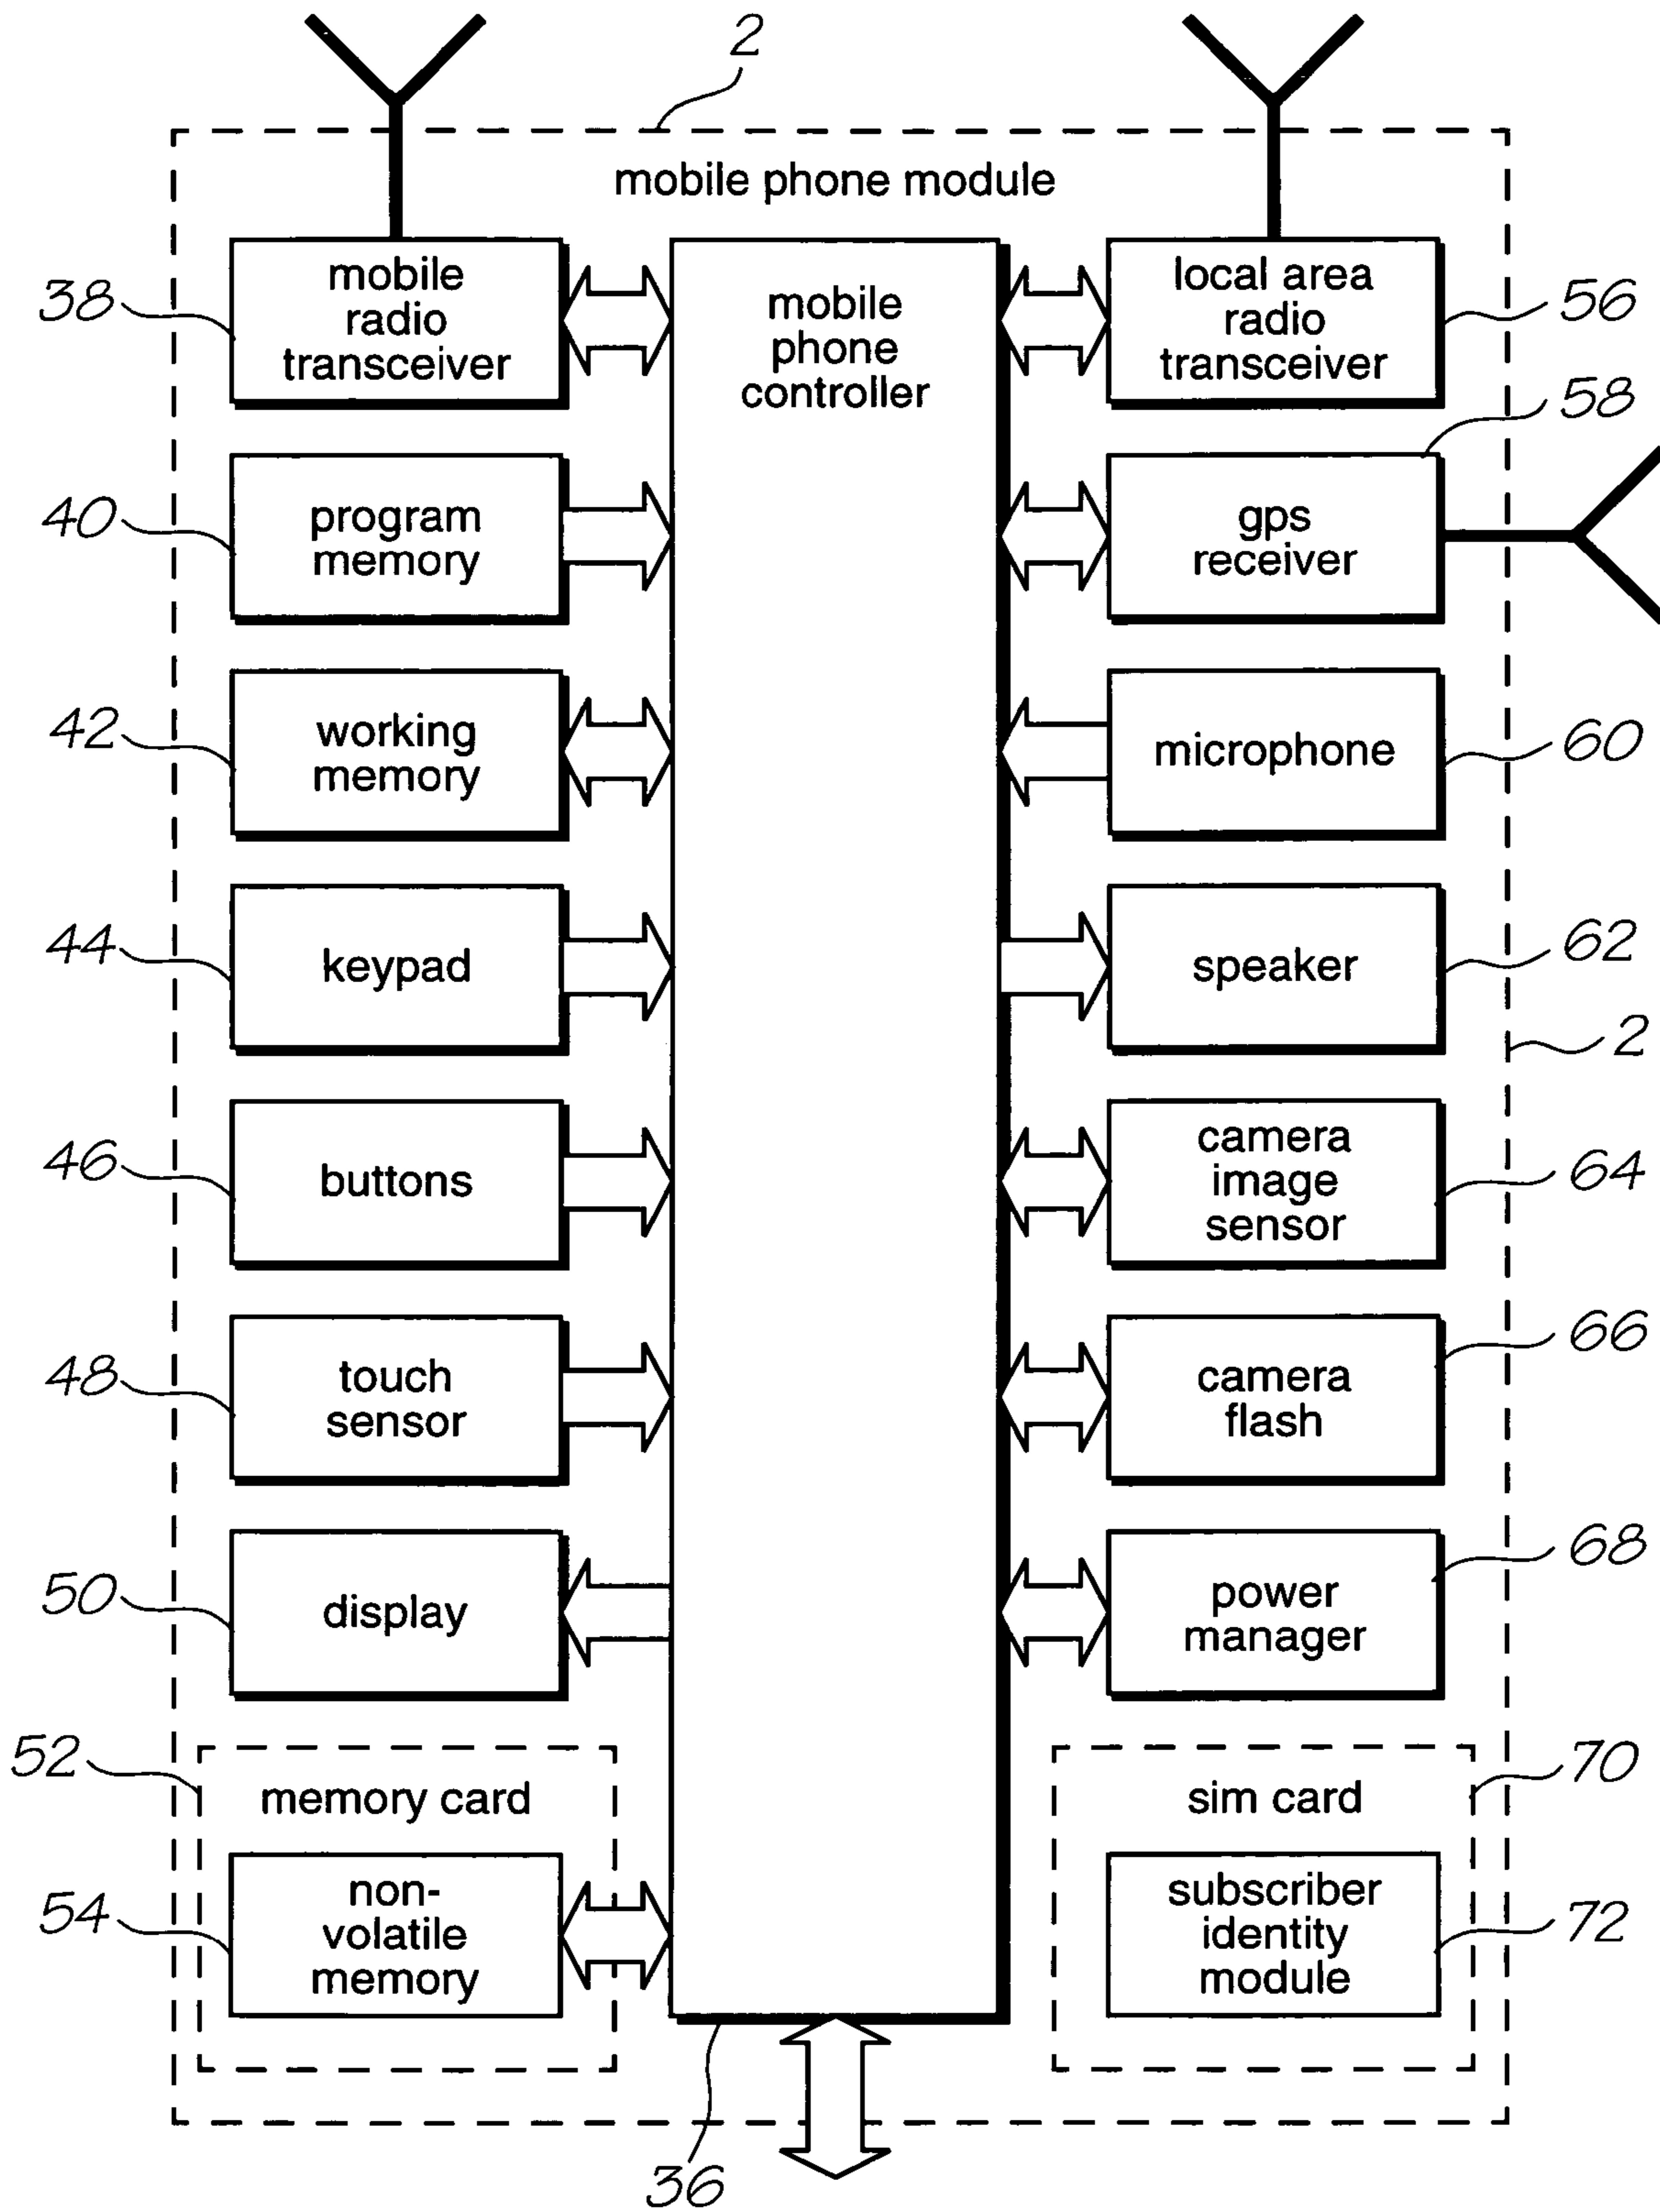 2
mobile phone module
38
mobile
radio
transceiver
mobile
phone
controller
local area
radio
transceiver
56
58
40
program
memory
gps
receiver
42
working
memory
microphone
60
44
keypad
speaker
62
2
46
buttons
camera
image
sensor
64
66
48
touch
sensor
camera
flash
68
50
display
power
manager
52
memory card
sim card
70
54
non-
volatile
memory
subscriber
identity
module
72
36